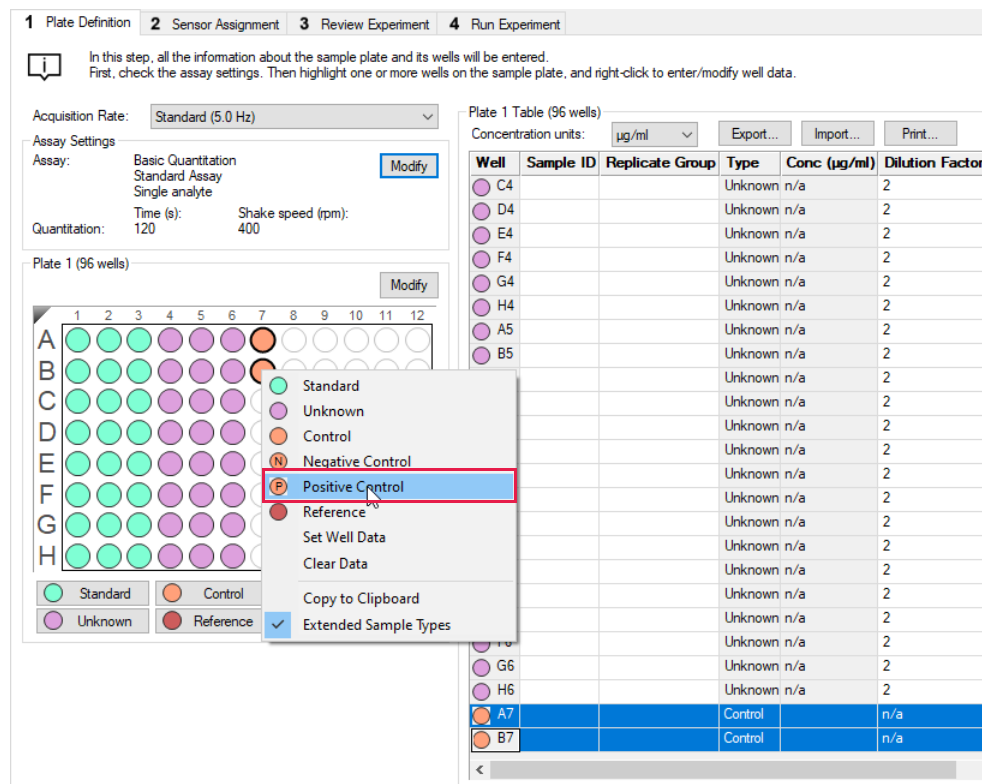 1 Plate Definition 2 Sensor Assignment 3 Review Experiment 4 Run Experiment
In this step, all the information about the sample plate and its wells will be entered.
First, check the assay settings. Then highlight one or more wells on the sample plate, and right-click to enter/modify well data.
Acquisition Rate: Standard (5.0 Hz)
Assay Settings
Assay: Basic Quantitation
Standard Assay
Single analyte
Modify
Time (s): Shake speed (rpm):
Quantitation: 120 400
Plate 1 (96 wells)
Modify
1 2 3 4 5 6 7 8 9 10 11 12
A
B
C
D
E
F
G
H
Standard Control
Unknown Reference
Standard
Unknown
Control
N Negative Control
P Positive Control
Reference
Set Well Data
Clear Data
Copy to Clipboard
Extended Sample Types
Plate 1 Table (96 wells)
Concentration units: µg/ml Export... Import... Print...
Well Sample ID Replicate Group Type Conc (µg/ml) Dilution Factor
C4 Unknown n/a 2
D4 Unknown n/a 2
E4 Unknown n/a 2
F4 Unknown n/a 2
G4 Unknown n/a 2
H4 Unknown n/a 2
A5 Unknown n/a 2
B5 Unknown n/a 2
Unknown n/a 2
Unknown n/a 2
Unknown n/a 2
Unknown n/a 2
Unknown n/a 2
Unknown n/a 2
Unknown n/a 2
Unknown n/a 2
Unknown n/a 2
Unknown n/a 2
Unknown n/a 2
Unknown n/a 2
G6 Unknown n/a 2
H6 Unknown n/a 2
A7 Control n/a
B7 Control n/a